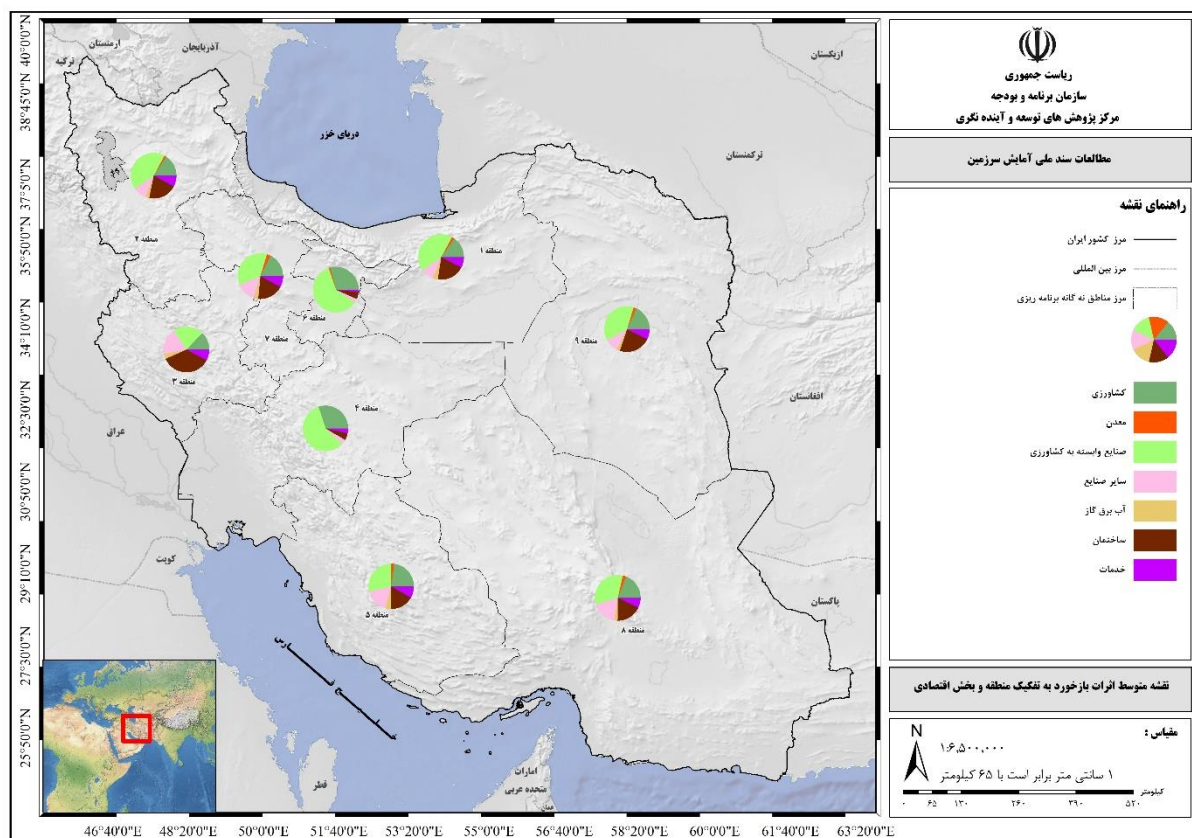 ریاست جمهوری
سازمان برنامه و بودجه
مرکز پژوهش های توسعه و آینده نگری
مطالعات سند ملی آمایش سرزمین
راهنمای نقشه
مرز کشور ایران
مرز بین المللی
مرز مناطق نه گانه برنامه ریزی
کشاورزی
معدن
صنایع وابسته به کشاورزی
سایر صنایع
آب برق گاز
ساختمان
خدمات
نقشه متوسط اثرات بازخورد به تفکیک منطقه و بخش اقتصادی
مقیاس :
N
۱:۶,۵۰۰,۰۰۰
۱ سانتی متر برابر است با ۶۵ کیلومتر
کیلومتر
۰ ۶۵ ۱۳۰ ۲۶۰ ۳۹۰ ۵۲۰
ارمنستان
آذربایجان
ترکیه
ازبکستان
دریای خزر
ترکمنستان
منطقه ۱
منطقه ۲
منطقه ۶
منطقه ۷
منطقه ۹
منطقه ۳
منطقه ۴
افغانستان
عراق
کویت
منطقه ۵
منطقه ۸
پاکستان
قطر
امارات
متحده عربی
عمان
40°0'0"N
38°45'0"N
37°5'0"N
35°50'0"N
34°10'0"N
32°30'0"N
30°50'0"N
29°10'0"N
27°30'0"N
25°50'0"N
46°40'0"E 48°20'0"E 50°0'0"E 51°40'0"E 53°20'0"E 55°0'0"E 56°40'0"E 58°20'0"E 60°0'0"E 61°40'0"E 63°20'0"E